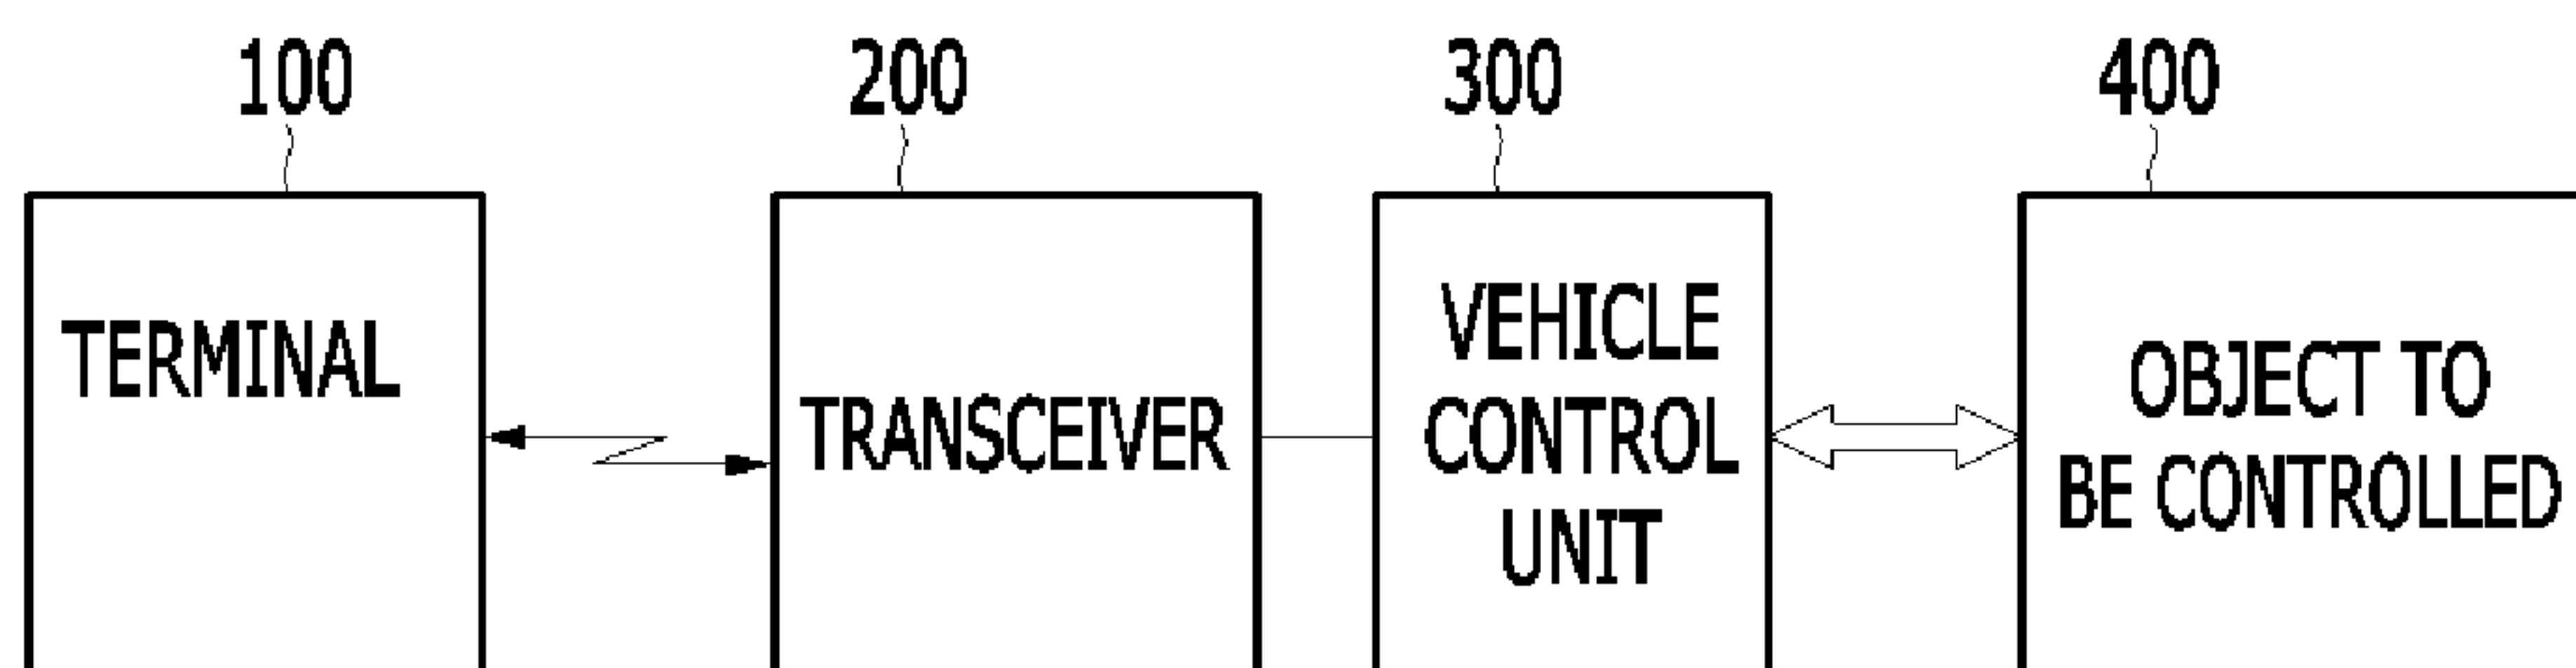 100 200 300 400
TERMINAL
TRANSCEIVER
VEHICLE
CONTROL
UNIT
OBJECT TO
BE CONTROLLED